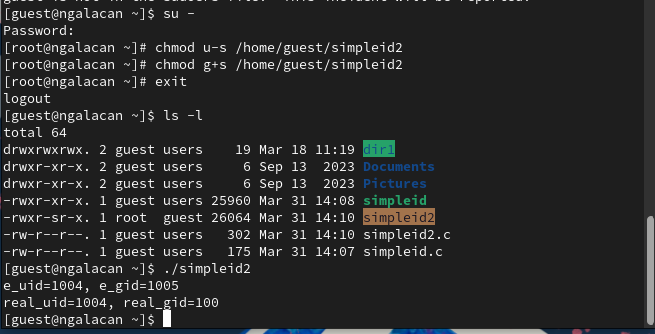 [guest@ngalacan ~]$ su -
Password:
[root@ngalacan ~]# chmod u-s /home/guest/simpleid2
[root@ngalacan ~]# chmod g+s /home/guest/simpleid2
[root@ngalacan ~]# exit
logout
[guest@ngalacan ~]$ ls -l
total 64
drwxrwxrwx. 2 guest users    19 Mar 18 11:19 dir1
drwxr-xr-x. 2 guest users     6 Sep 13  2023 Documents
drwxr-xr-x. 2 guest users     6 Sep 13  2023 Pictures
-rwxr-xr-x. 1 guest users 25960 Mar 31 14:08 simpleid
-rwxr-sr-x. 1 root  guest 26064 Mar 31 14:10 simpleid2
-rw-r--r--. 1 guest users   302 Mar 31 14:10 simpleid2.c
-rw-r--r--. 1 guest users   175 Mar 31 14:07 simpleid.c
[guest@ngalacan ~]$ ./simpleid2
e_uid=1004, e_gid=1005
real_uid=1004, real_gid=100
[guest@ngalacan ~]$